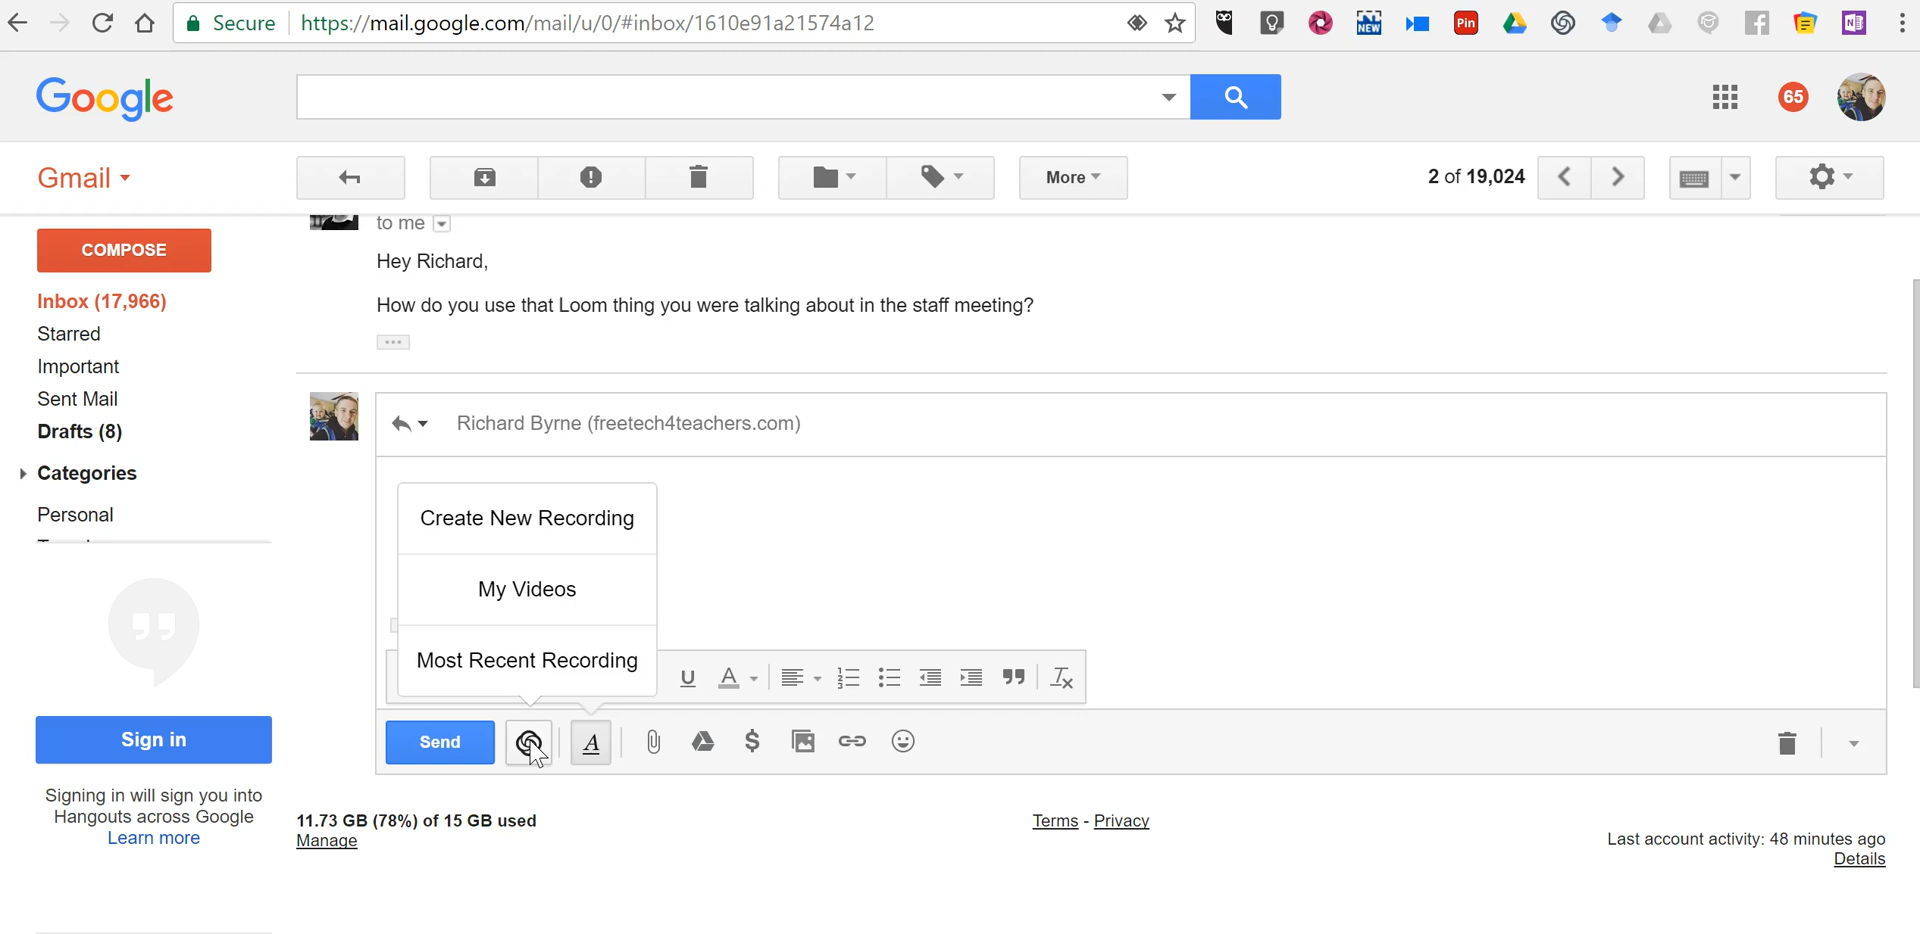 Secure https://mail.google.com/mail/u/0/#inbox/1610e91a21574a12
NEW
Pin
N
Google
65
Gmail
More
2 of 19,024
COMPOSE
to me
Hey Richard,
Inbox (17,966)
How do you use that Loom thing you were talking about in the staff meeting?
Starred
Important
Sent Mail
Drafts (8)
Richard Byrne (freetech4teachers.com)
Categories
Personal
Create New Recording
My Videos
Most Recent Recording
U A
Send A $
Sign in
Signing in will sign you into
Hangouts across Google
Learn more
11.73 GB (78%) of 15 GB used
Manage
Terms - Privacy
Last account activity: 48 minutes ago
Details